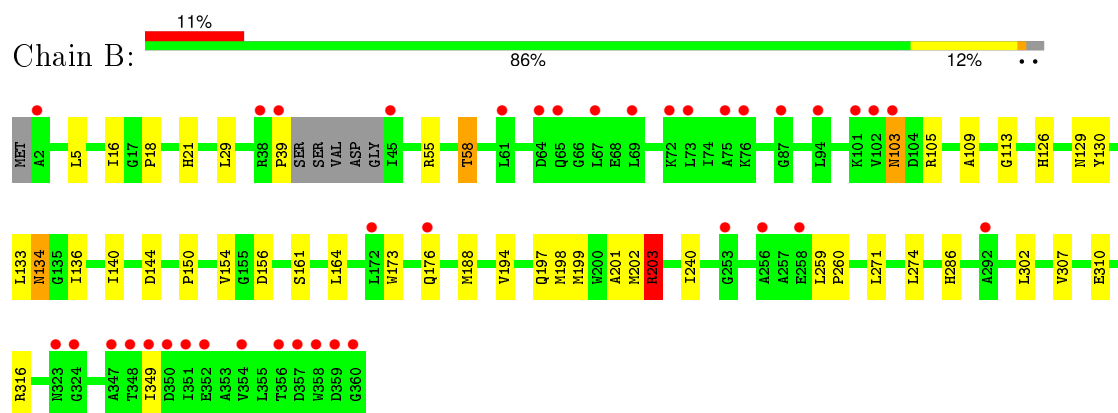 11%
Chain B:
86% 12% • •
MET A2 L5 I16 G17 P18 H21 L29 R38 P39 SER SER VAL ASP GLY I45 R55 T58 L61 D64 Q65 G66 L67 E68 L69 K72 L73 I74 A75 K76 G87 L94 K101 V102 N103 D104 R105 A109 G113 H126 N129 Y130
L133 N134 G135 I136 I140 D144 P150 V154 G155 D156 S161 L164 L172 W173 Q176 M188 V194 Q197 M198 M199 W200 A201 M202 R203 I240 G253 A256 A257 E258 L259 P260 L271 L274 H286 A292 L302 V307 E310
R316 N323 G324 A347 T348 I349 D350 I351 E352 A353 V354 L355 T356 D357 W358 D359 G360